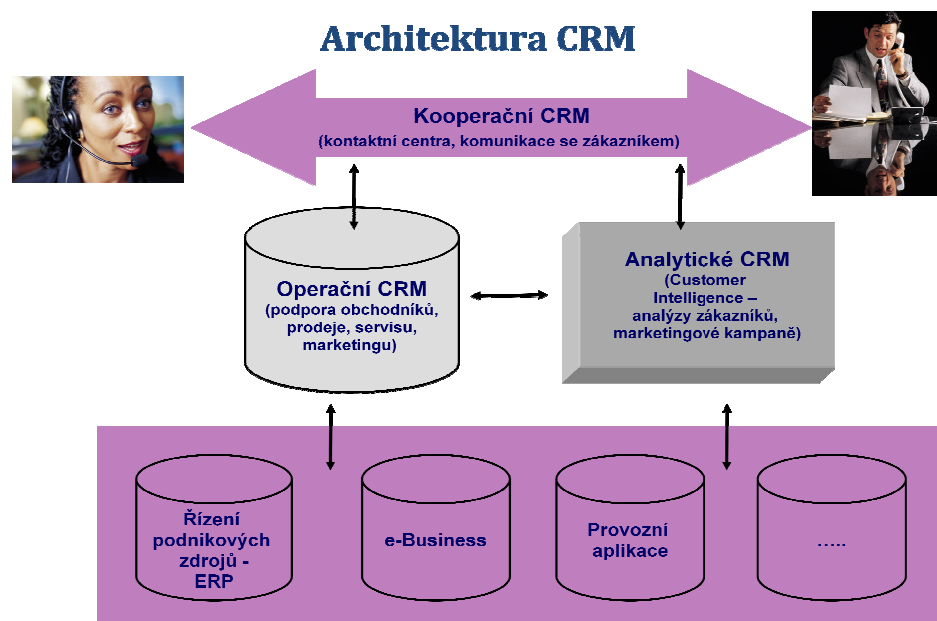 Architektura CRM
Kooperační CRM
(kontaktní centra, komunikace se zákazníkem)
Operační CRM
(podpora obchodníků,
prodeje, servisu,
marketingu)
Analytické CRM
(Customer
Intelligence –
analýzy zákazníků,
marketingové kampaně)
Řízení
podnikových
zdrojů -
ERP
e-Business
Provozní
aplikace
.....